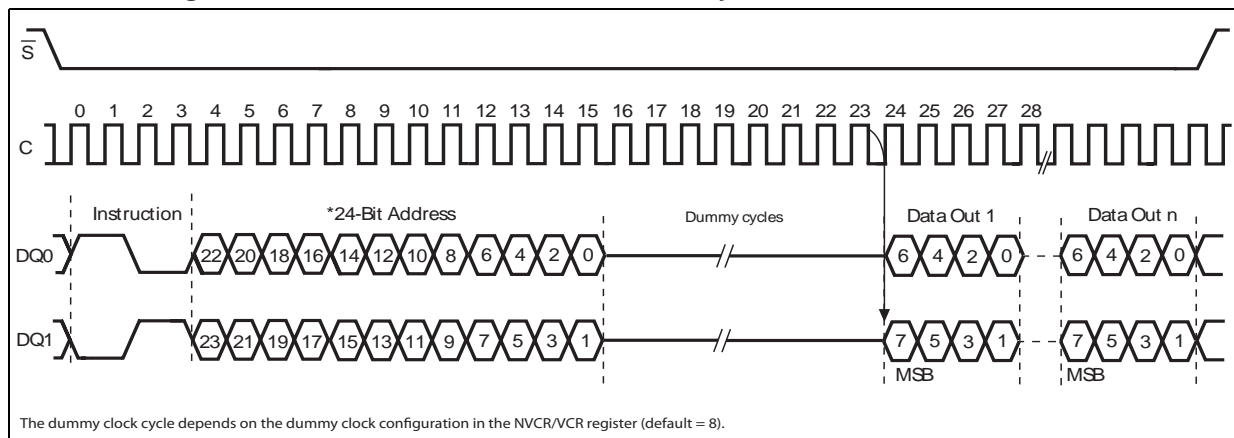 S
0 1 2 3 4 5 6 7 8 9 10 11 12 13 14 15 16 17 18 19 20 21 22 23 24 25 26 27 28
C
Instruction *24-Bit Address Dummy cycles Data Out 1 Data Out n
DQ0 22 20 18 16 14 12 10 8 6 4 2 0 6 4 2 0 6 4 2 0
DQ1 23 21 19 17 15 13 11 9 7 5 3 1 7 5 3 1 7 5 3 1
MSB MSB
The dummy clock cycle depends on the dummy clock configuration in the NVCR/VCR register (default = 8).